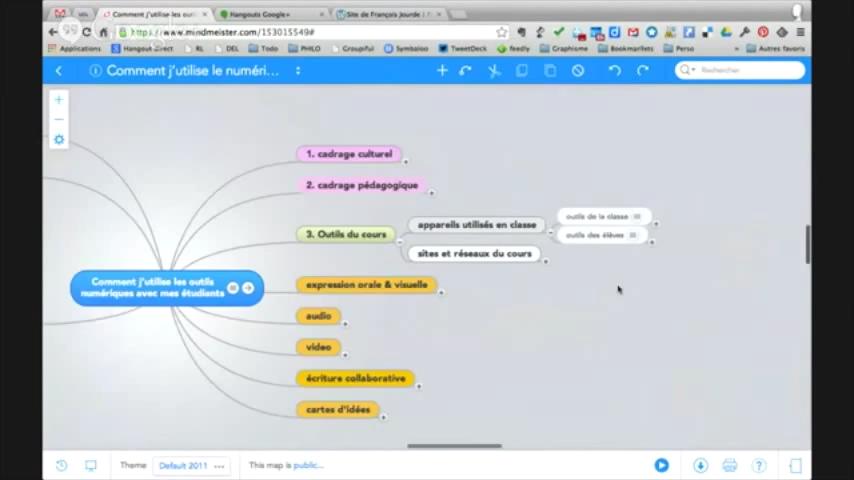 Comment j'utilise les outi
Hangouts Google+
Site de François Jourde | P
https://www.mindmeister.com/153015549#
Applications
Hangout Direct
RL
DEL
Todo
PHILO
Groupiful
Symbaloo
TweetDeck
feedly
Graphisme
Bookmarklets
Perso
Autres favoris
Comment j'utilise le numéri...
Rechercher
1. cadrage culturel
2. cadrage pédagogique
3. Outils du cours
appareils utilisés en classe
outils de la classe
outils des élèves
sites et réseaux du cours
Comment j'utilise les outils
numériques avec mes étudiants
expression orale & visuelle
audio
video
écriture collaborative
cartes d'idées
Theme
Default 2011
This map is public...